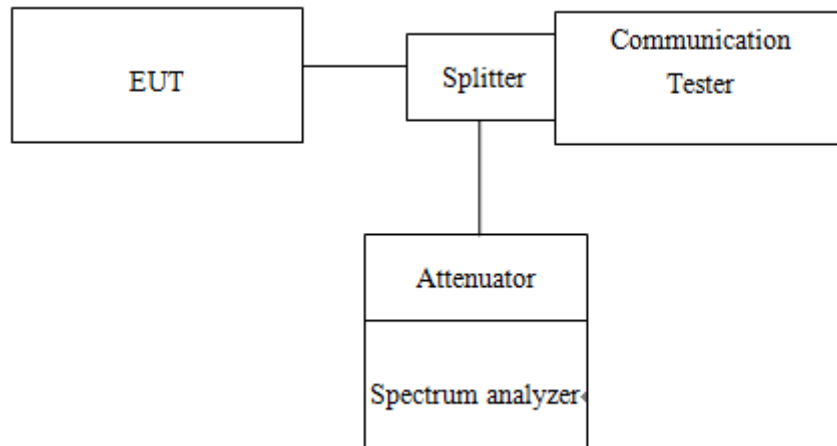 EUT
Splitter
Communication
Tester
Attenuator
Spectrum analyzer